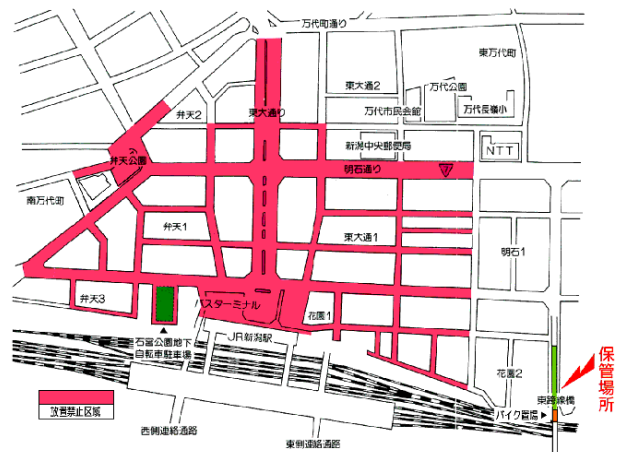 万代町通り
東万代町
東大通2
万代公園
弁天2
東大通り
万代市民会館
万代長嶺小
新潟中央郵便局
NTT
弁天公園
明石通り
南万代町
弁天1
東大通1
明石1
弁天3
バスターミナル
花園1
石宮公園地下
自転車駐車場
JR新潟駅
花園2
保管場所
東跨線橋
バイク置場
放置禁止区域
西側連絡通路
東側連絡通路